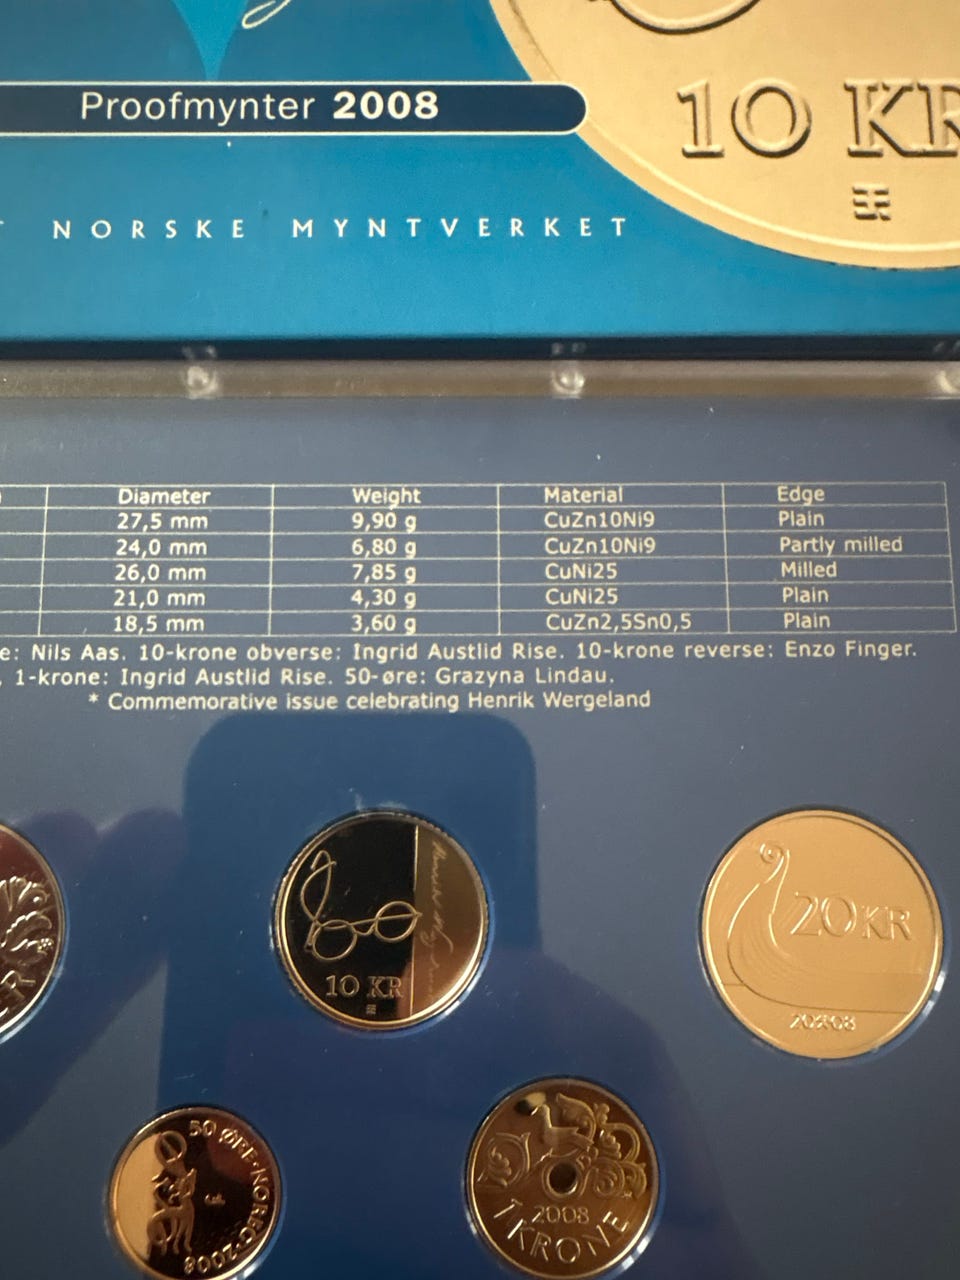 Proofmynter 2008
10 KR
NORSKE MYNTVERKET
Diameter Weight Material Edge
27,5 mm 9,90 g CuZn10Ni9 Plain
24,0 mm 6,80 g CuZn10Ni9 Partly milled
26,0 mm 7,85 g CuNi25 Milled
21,0 mm 4,30 g CuNi25 Plain
18,5 mm 3,60 g CuZn2,5Sn0,5 Plain
e: Nils Aas. 10-krone obverse: Ingrid Austlid Rise. 10-krone reverse: Enzo Finger.
. 1-krone: Ingrid Austlid Rise. 50-øre: Grazyna Lindau.
* Commemorative issue celebrating Henrik Wergeland
10 KR
20 KR
50 ØRE·NORGE·2008
2008
1 KRONE